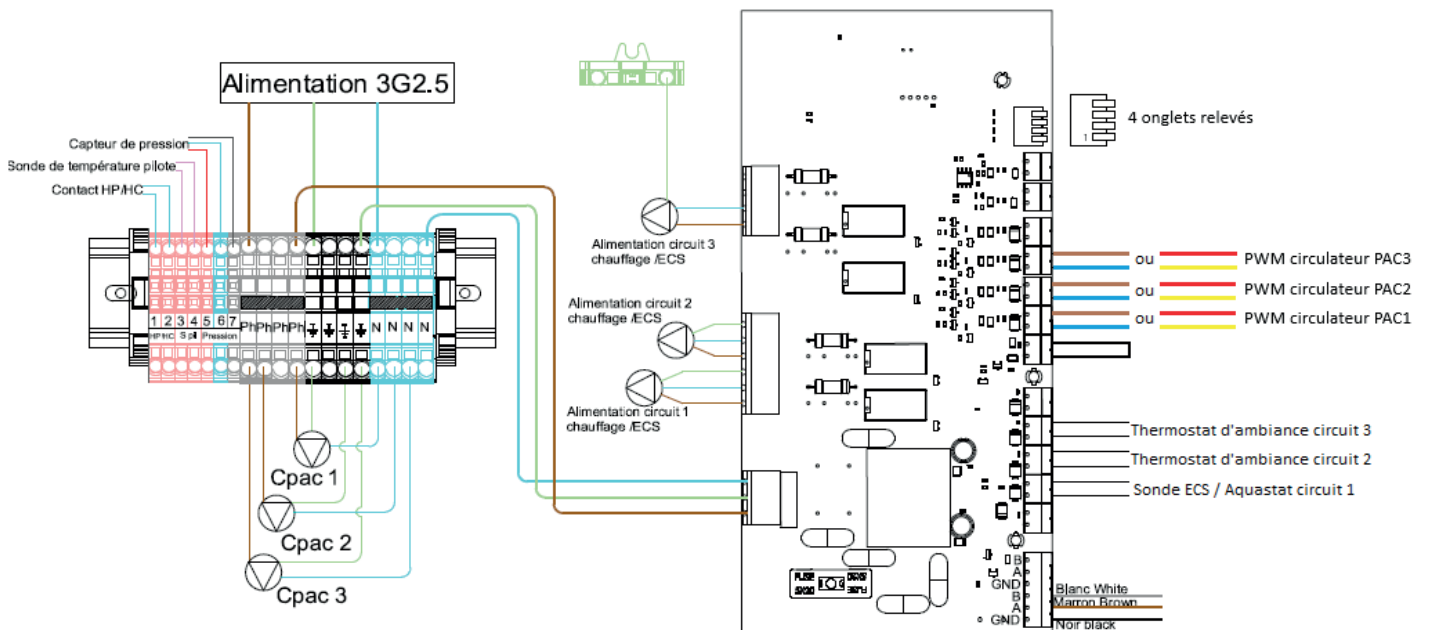 Alimentation 3G2.5
Capteur de pression
Sonde de température pilote
Contact HP/HC
1 2 3 4 5 6 7
HP HC S pil Pression
Ph Ph Ph Ph
N N N N
Cpac 1
Cpac 2
Cpac 3
Alimentation circuit 3
chauffage /ECS
Alimentation circuit 2
chauffage /ECS
Alimentation circuit 1
chauffage /ECS
1
4 onglets relevés
ou
PWM circulateur PAC3
ou
PWM circulateur PAC2
ou
PWM circulateur PAC1
Thermostat d'ambiance circuit 3
Thermostat d'ambiance circuit 2
Sonde ECS / Aquastat circuit 1
FUSE
FUSE
B
A
GND
B
A
GND
Blanc White
Marron Brown
Noir black